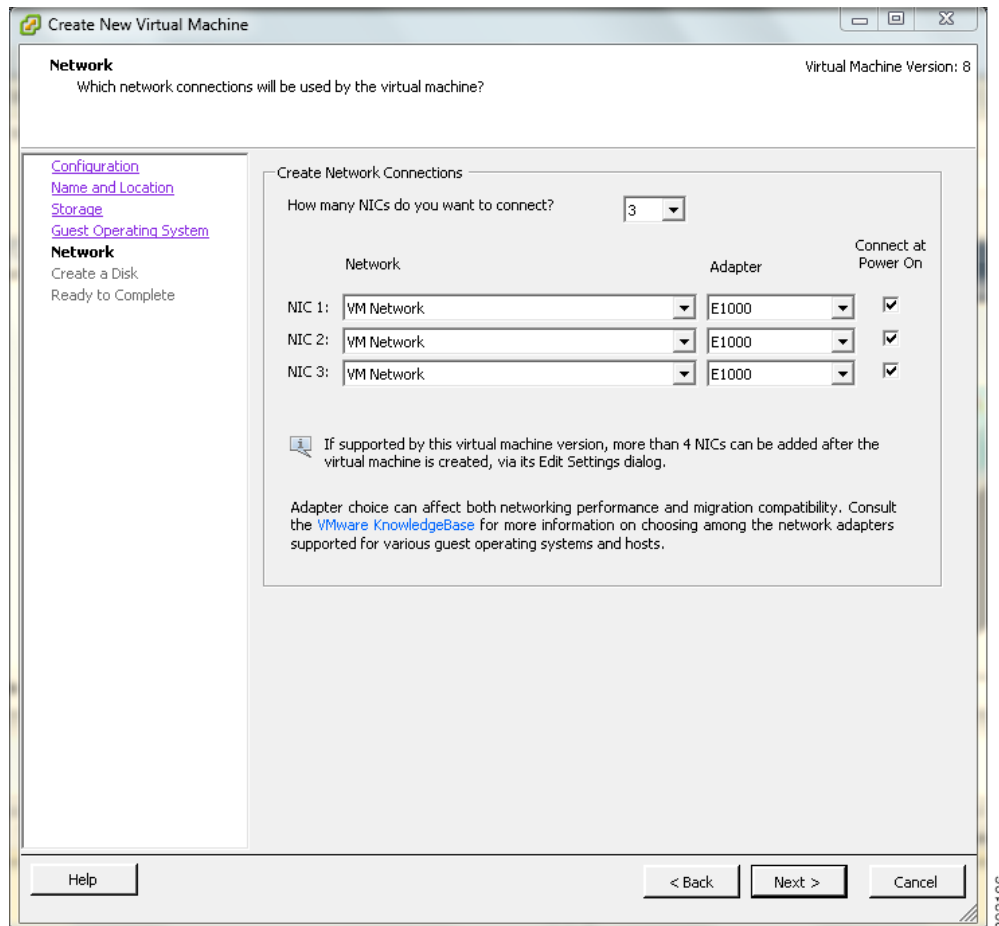 Create New Virtual Machine
Network
Virtual Machine Version: 8
Which network connections will be used by the virtual machine?
Configuration
Name and Location
Storage
Guest Operating System
Network
Create a Disk
Ready to Complete
Create Network Connections
How many NICs do you want to connect? 3
Network Adapter Connect at Power On
NIC 1: VM Network E1000
NIC 2: VM Network E1000
NIC 3: VM Network E1000
If supported by this virtual machine version, more than 4 NICs can be added after the
virtual machine is created, via its Edit Settings dialog.
Adapter choice can affect both networking performance and migration compatibility. Consult
the VMware KnowledgeBase for more information on choosing among the network adapters
supported for various guest operating systems and hosts.
Help
< Back
Next >
Cancel